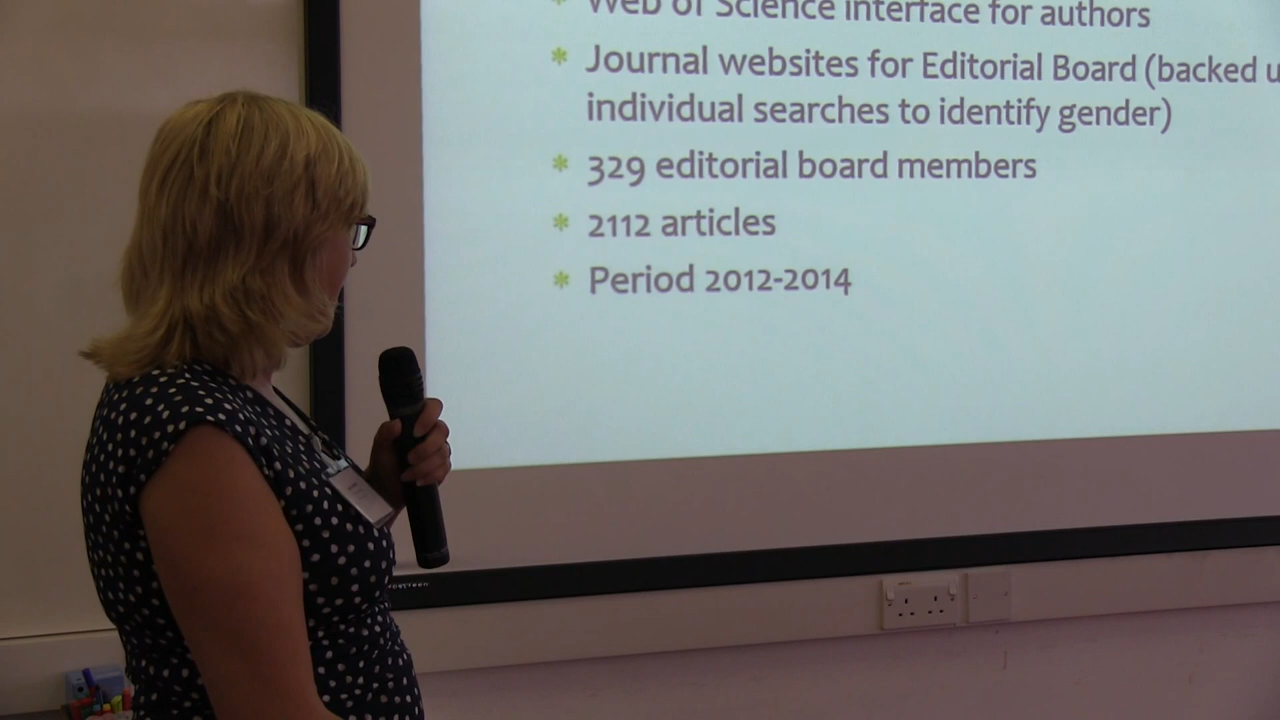 * Web of Science interface for authors
* Journal websites for Editorial Board (backed u
individual searches to identify gender)
* 329 editorial board members
* 2112 articles
* Period 2012-2014